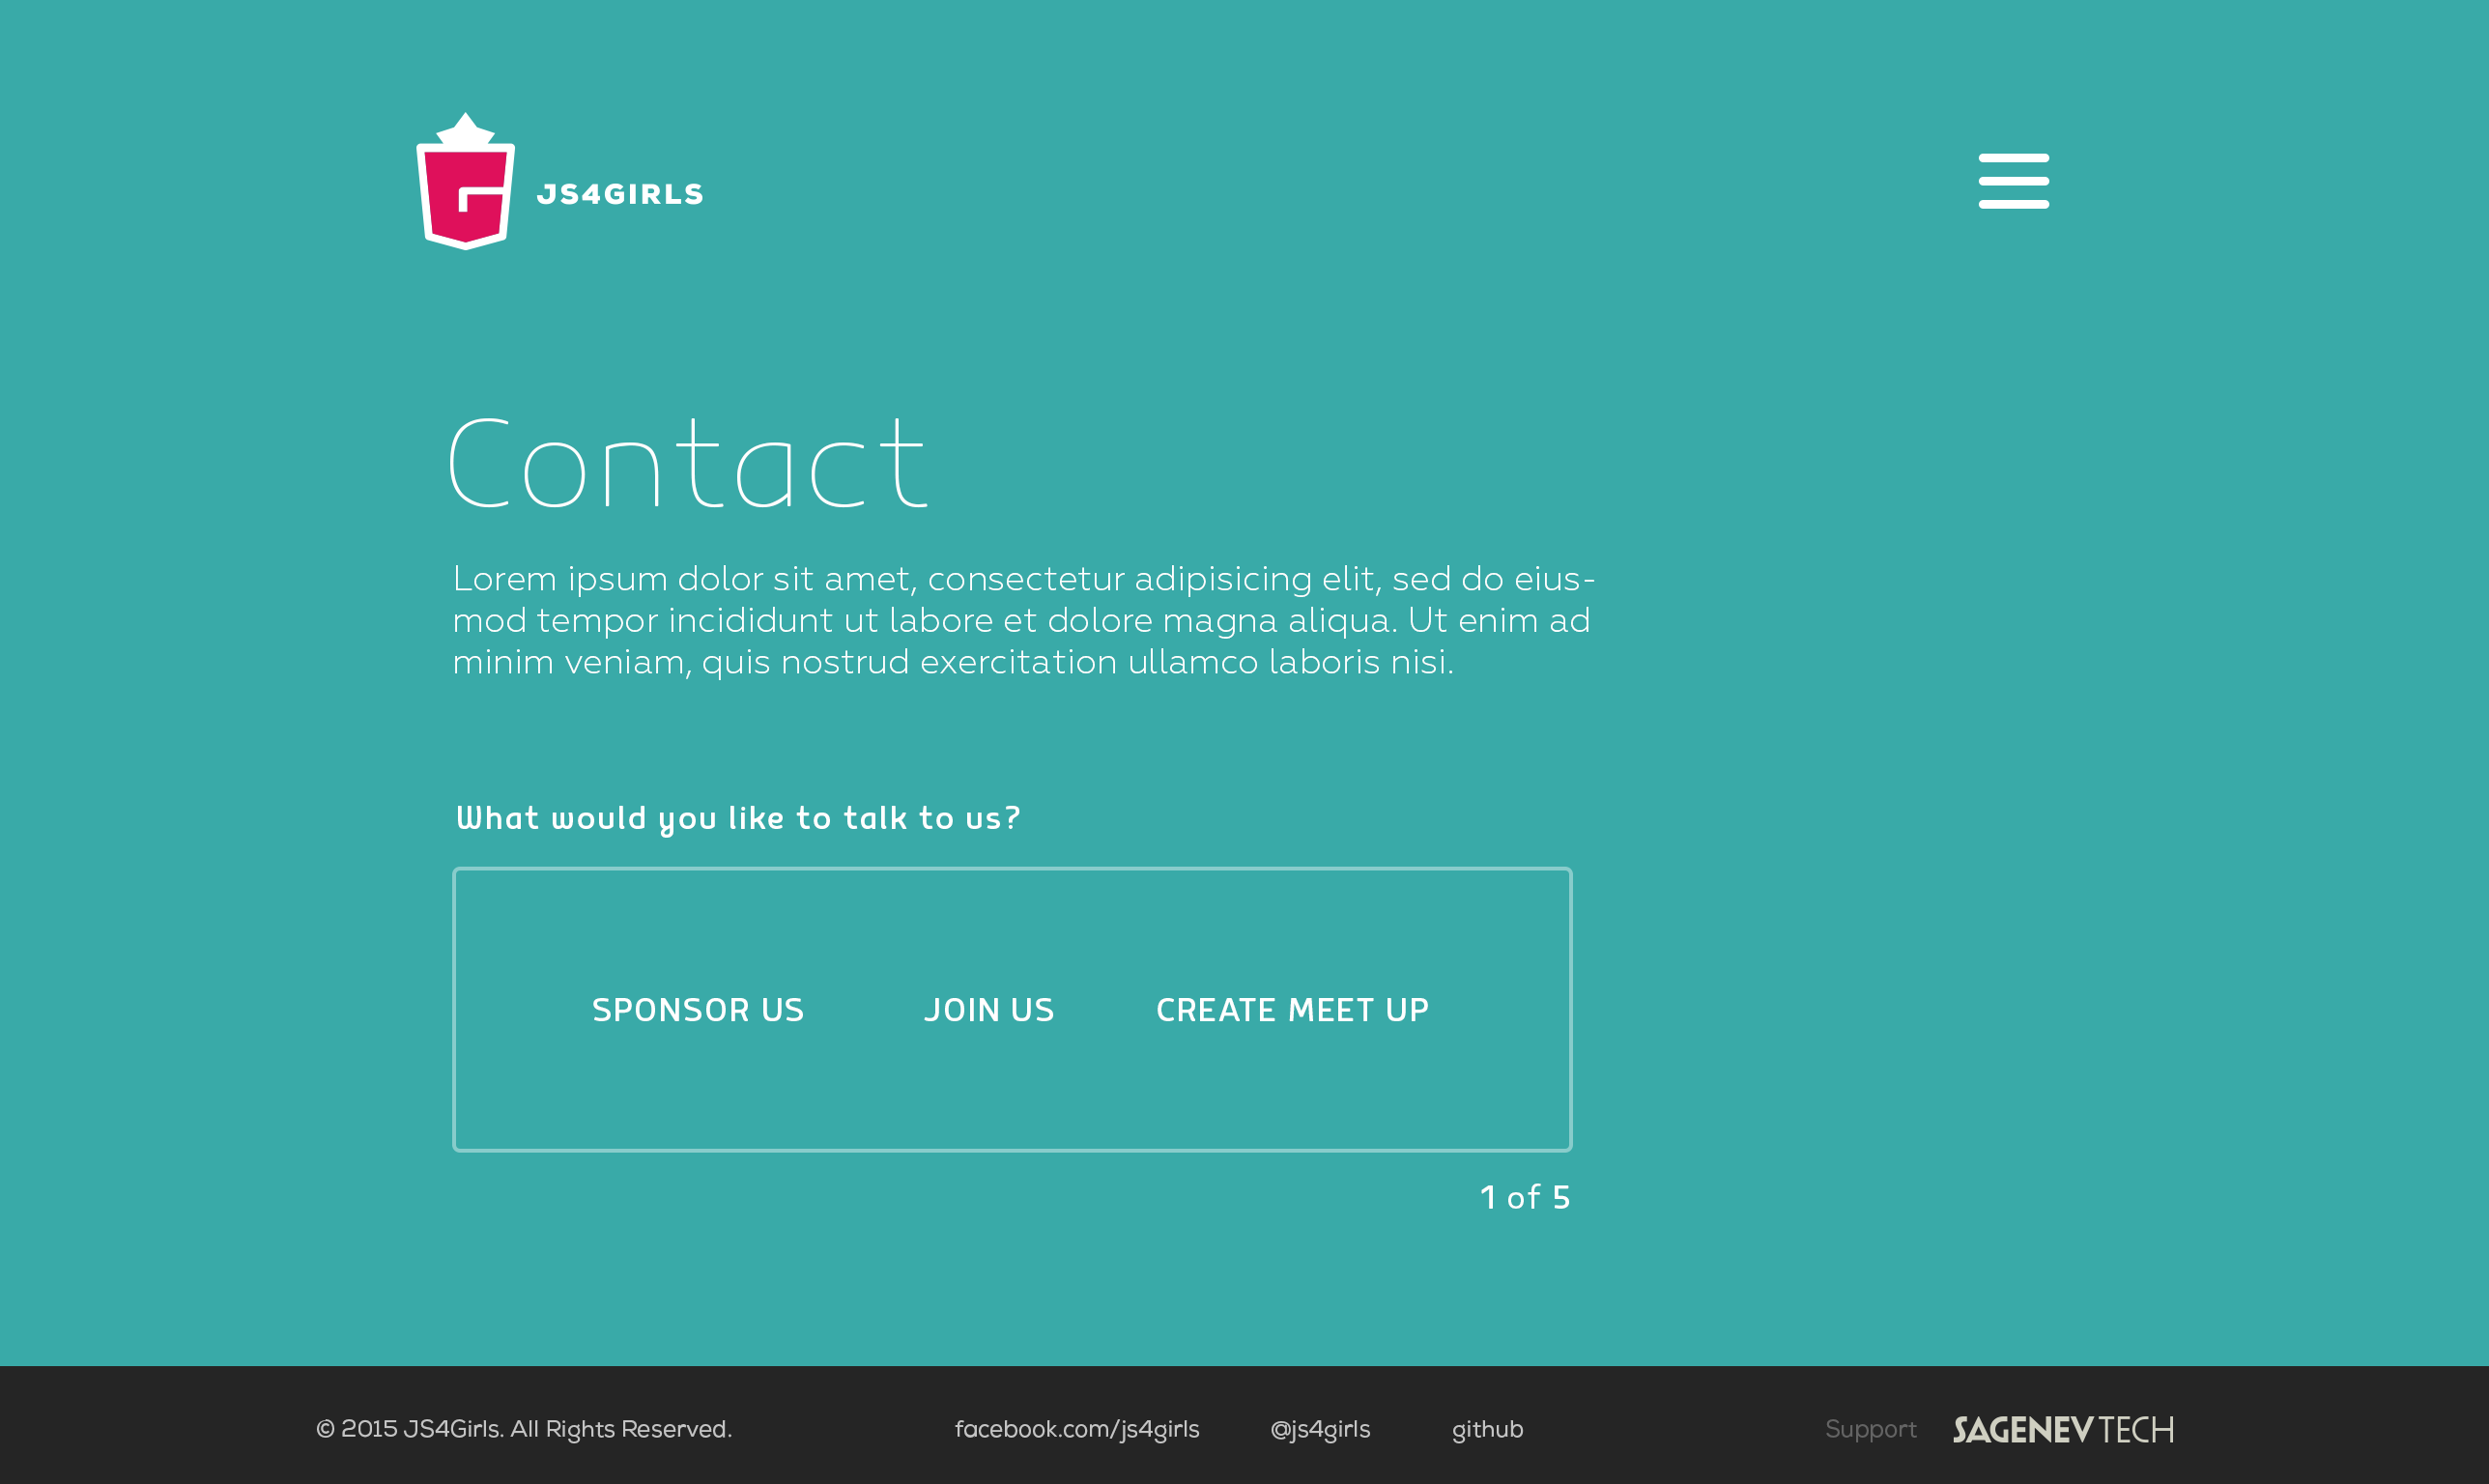 JS4GIRLS
Contact
Lorem ipsum dolor sit amet, consectetur adipisicing elit, sed do eius-
mod tempor incididunt ut labore et dolore magna aliqua. Ut enim ad
minim veniam, quis nostrud exercitation ullamco laboris nisi.
What would you like to talk to us?
SPONSOR US JOIN US CREATE MEET UP
1 of 5
© 2015 JS4Girls. All Rights Reserved. facebook.com/js4girls @js4girls github Support SAGENEVTECH